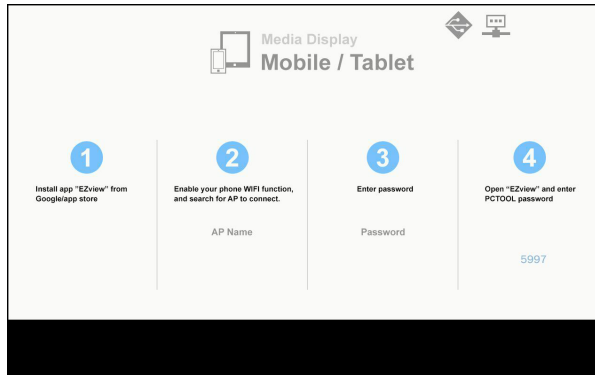 Media Display
Mobile / Tablet
1
Install app "EZview" from
Google/app store
2
Enable your phone WIFI function,
and search for AP to connect.
AP Name
3
Enter password
Password
4
Open “EZview” and enter
PCTOOL password
5997